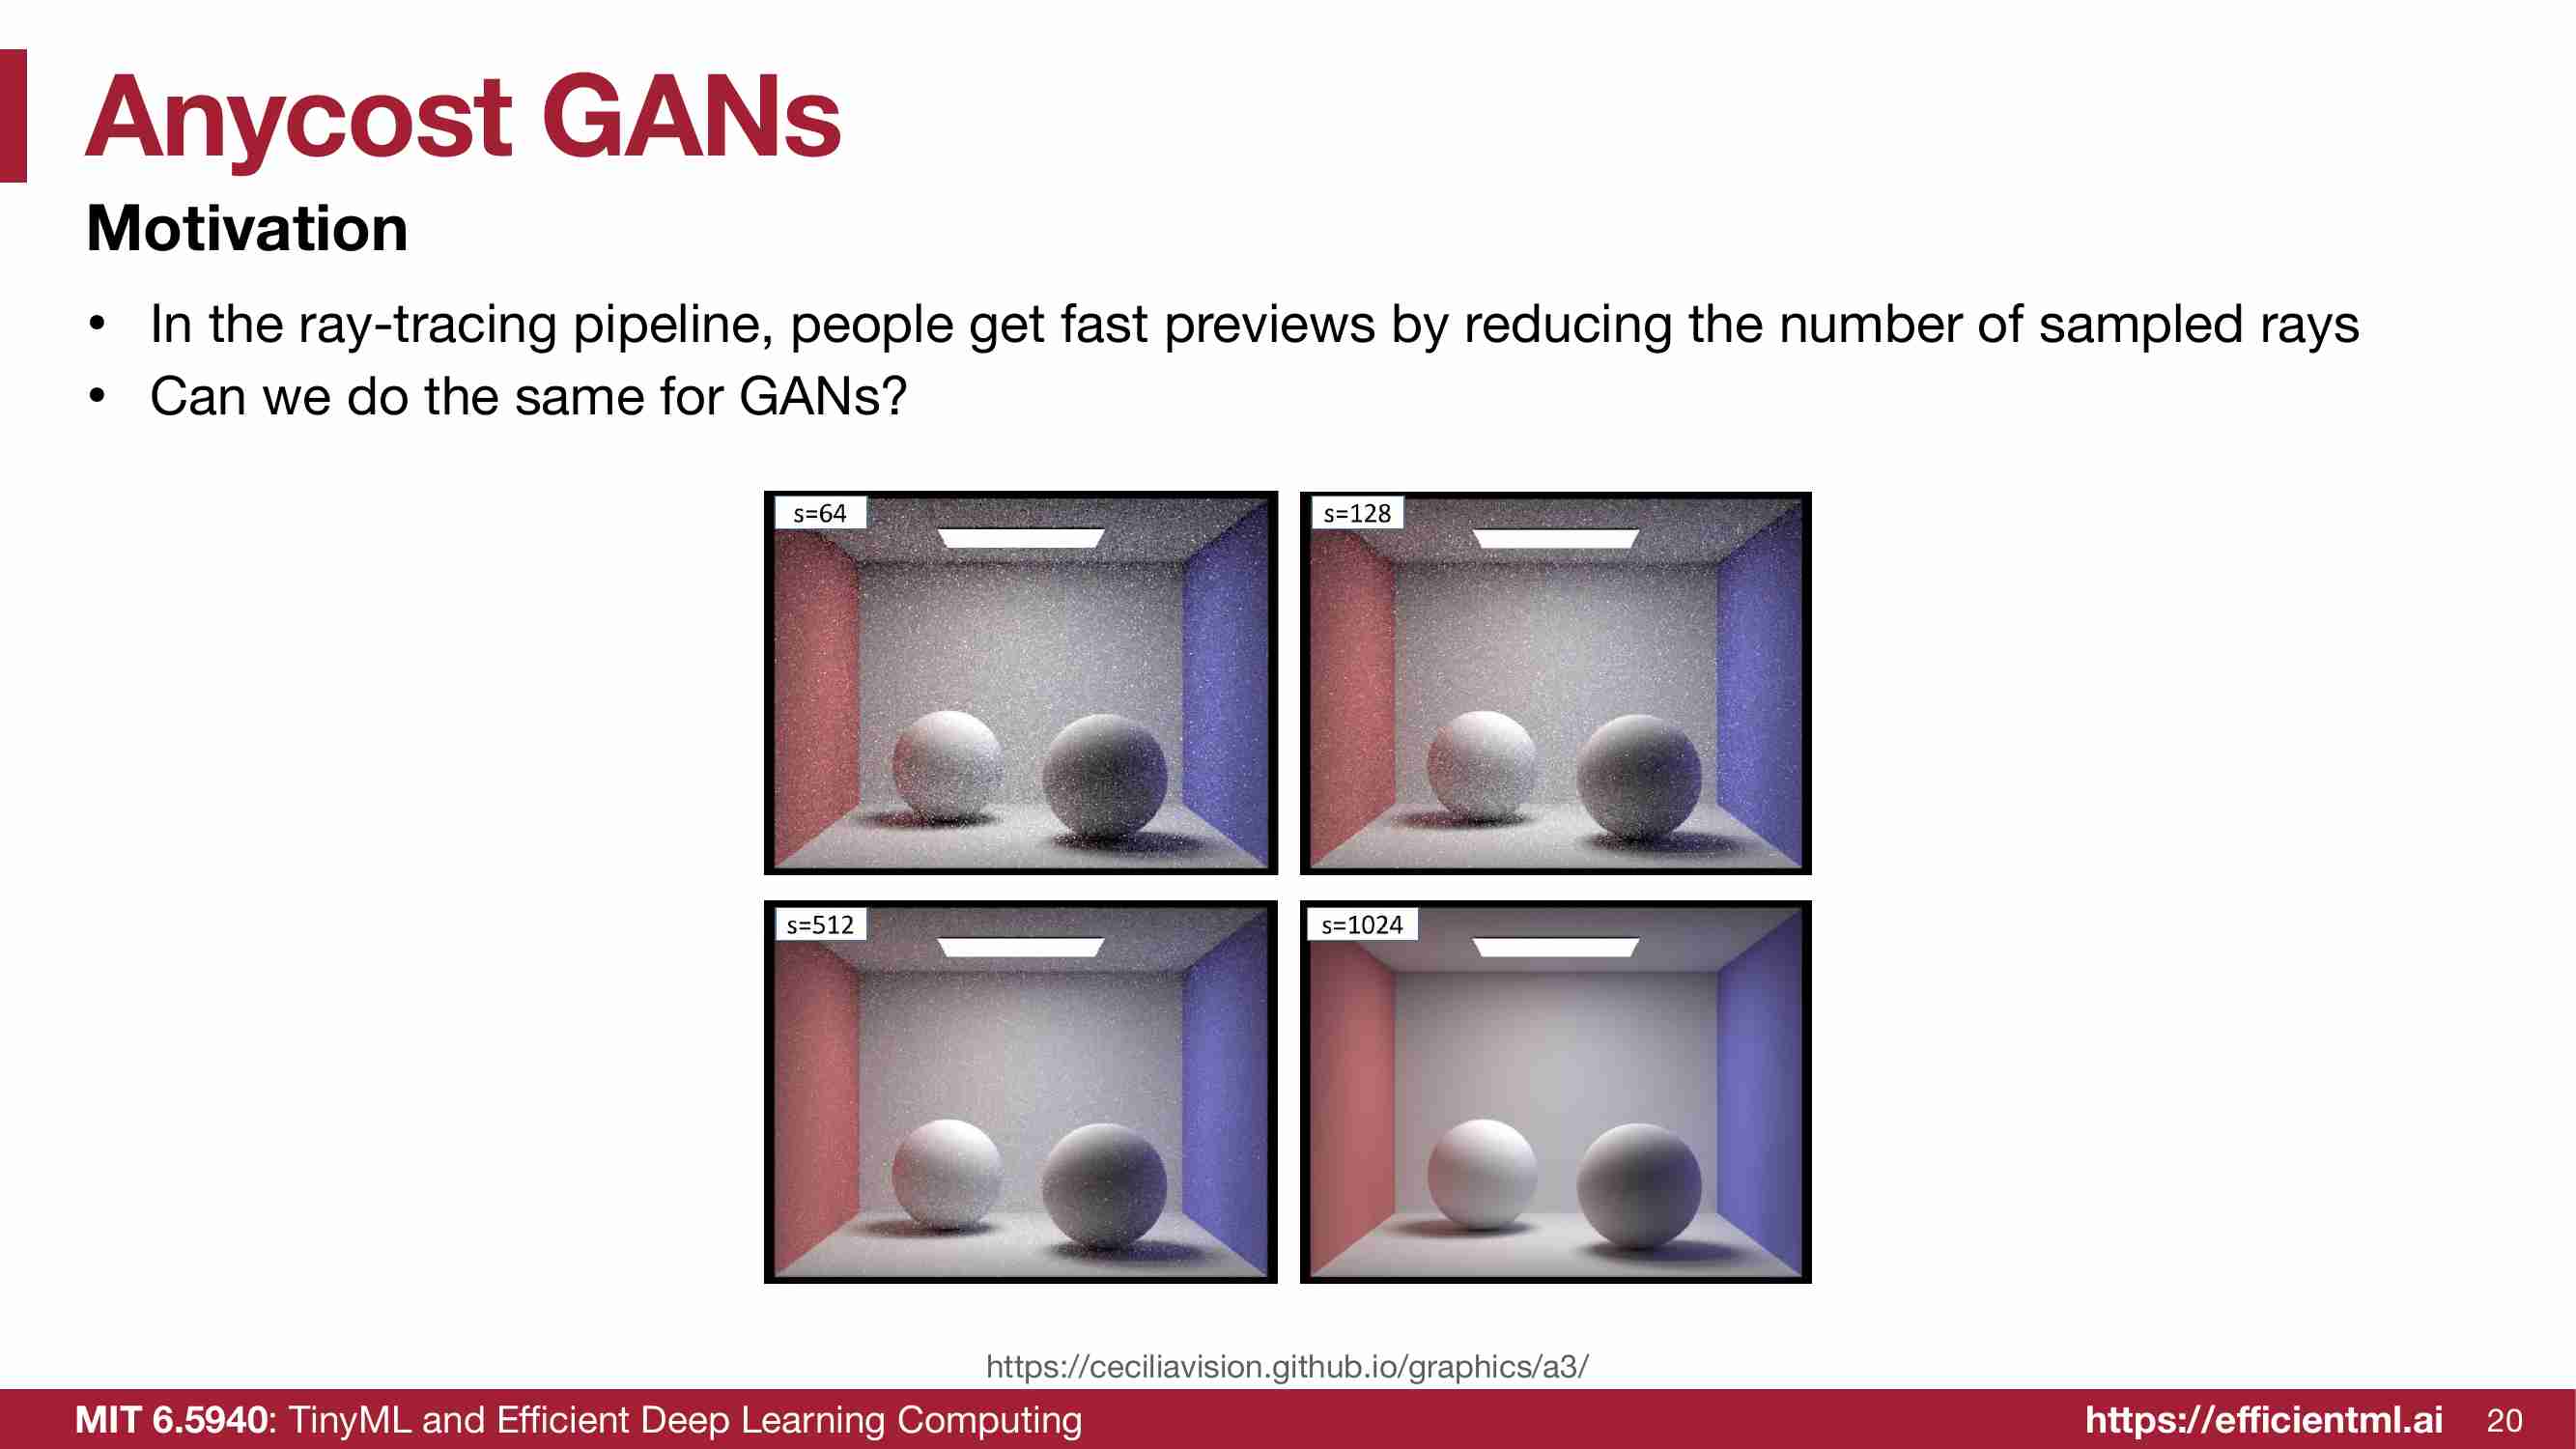 Anycost GANs
Motivation
• In the ray-tracing pipeline, people get fast previews by reducing the number of sampled rays
• Can we do the same for GANs?
s=64
s=128
s=512
s=1024
https://ceciliavision.github.io/graphics/a3/
MIT 6.5940: TinyML and Efficient Deep Learning Computing
https://efficientml.ai 20